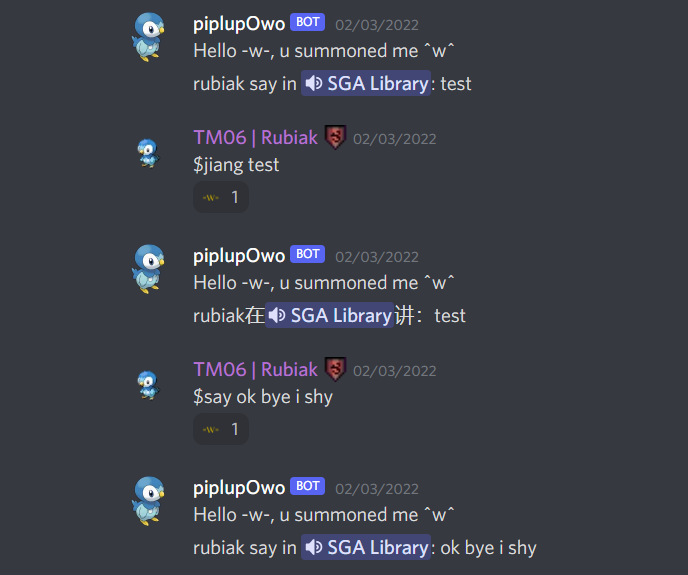 piplupOwo BOT 02/03/2022
Hello -w-, u summoned me ^w^
rubiak say in SGA Library: test
TM06 | Rubiak 02/03/2022
$jiang test
-w- 1
piplupOwo BOT 02/03/2022
Hello -w-, u summoned me ^w^
rubiak在SGA Library讲：test
TM06 | Rubiak 02/03/2022
$say ok bye i shy
-w- 1
piplupOwo BOT 02/03/2022
Hello -w-, u summoned me ^w^
rubiak say in SGA Library: ok bye i shy